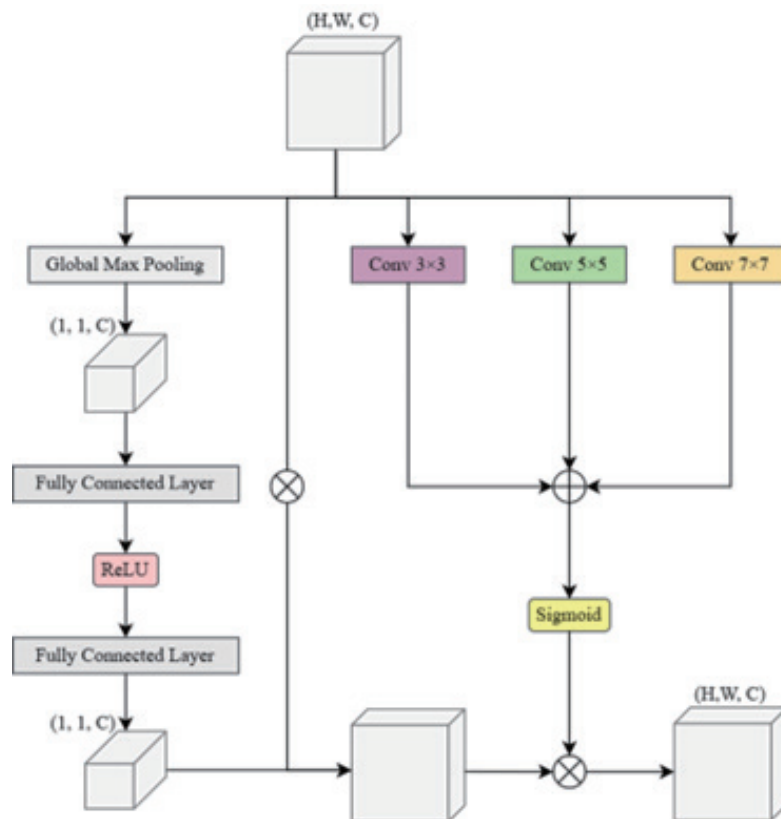 (H,W, C)
Global Max Pooling
Conv 3×3
Conv 5×5
Conv 7×7
(1, 1, C)
Fully Connected Layer
ReLU
Sigmoid
Fully Connected Layer
(1, 1, C)
(H,W, C)